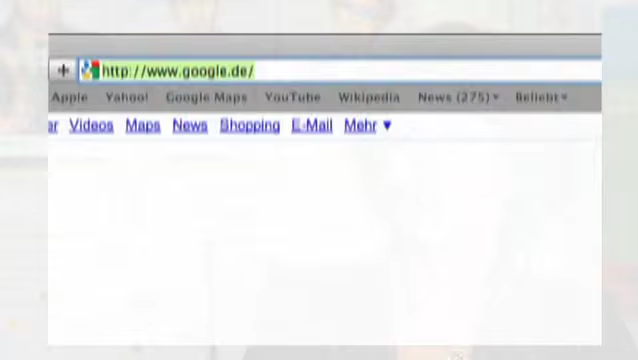 http://www.google.de/
Apple Yahoo! Google Maps YouTube Wikipedia News (275) Beliebt
er Videos Maps News Shopping E-Mail Mehr ▼